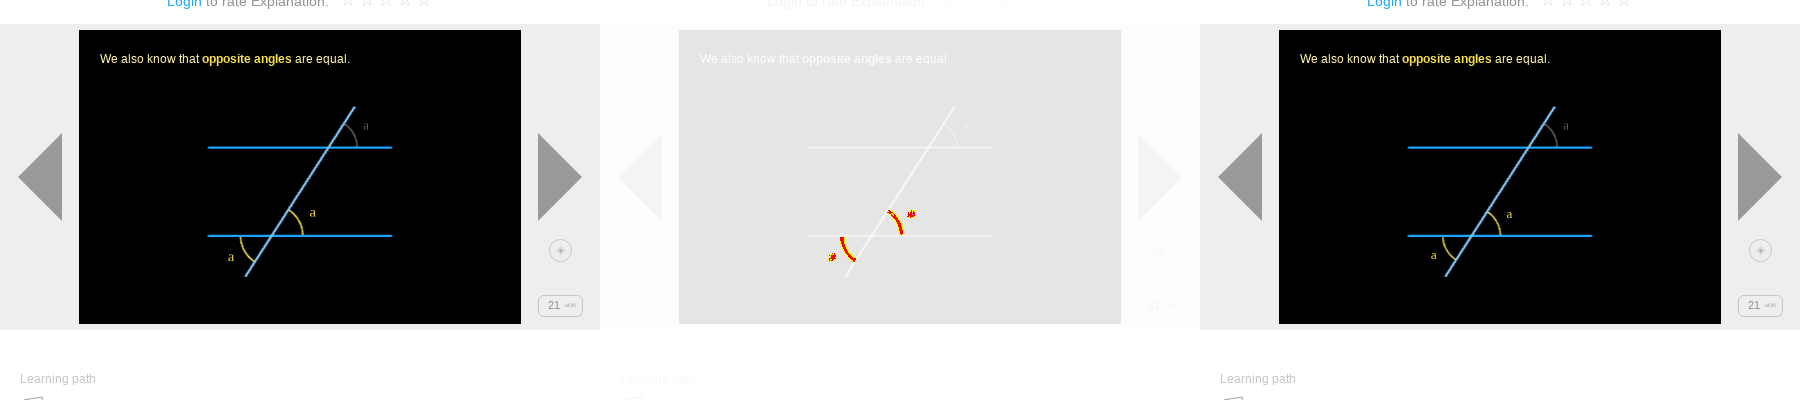 Login to rate Explanation. ☆ ☆ ☆ ☆ ☆
Login to rate Explanation.
Login to rate Explanation. ☆ ☆ ☆ ☆ ☆
We also know that opposite angles are equal.
We also know that opposite angles are equal.
We also know that opposite angles are equal.
a
a
a
a
a
a
a
21
21
21
Learning path
Learning path
Learning path